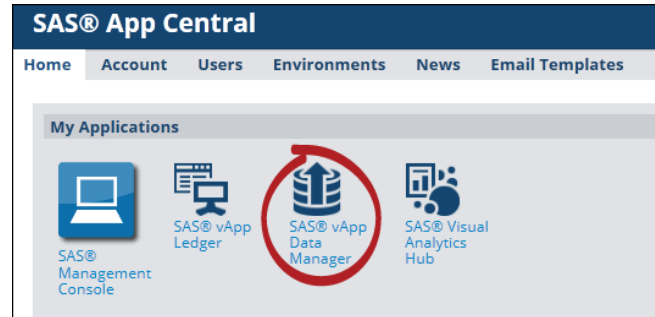 SAS® App Central
Home Account Users Environments News Email Templates
My Applications
SAS®
Management
Console
SAS® vApp
Ledger
SAS® vApp
Data
Manager
SAS® Visual
Analytics
Hub